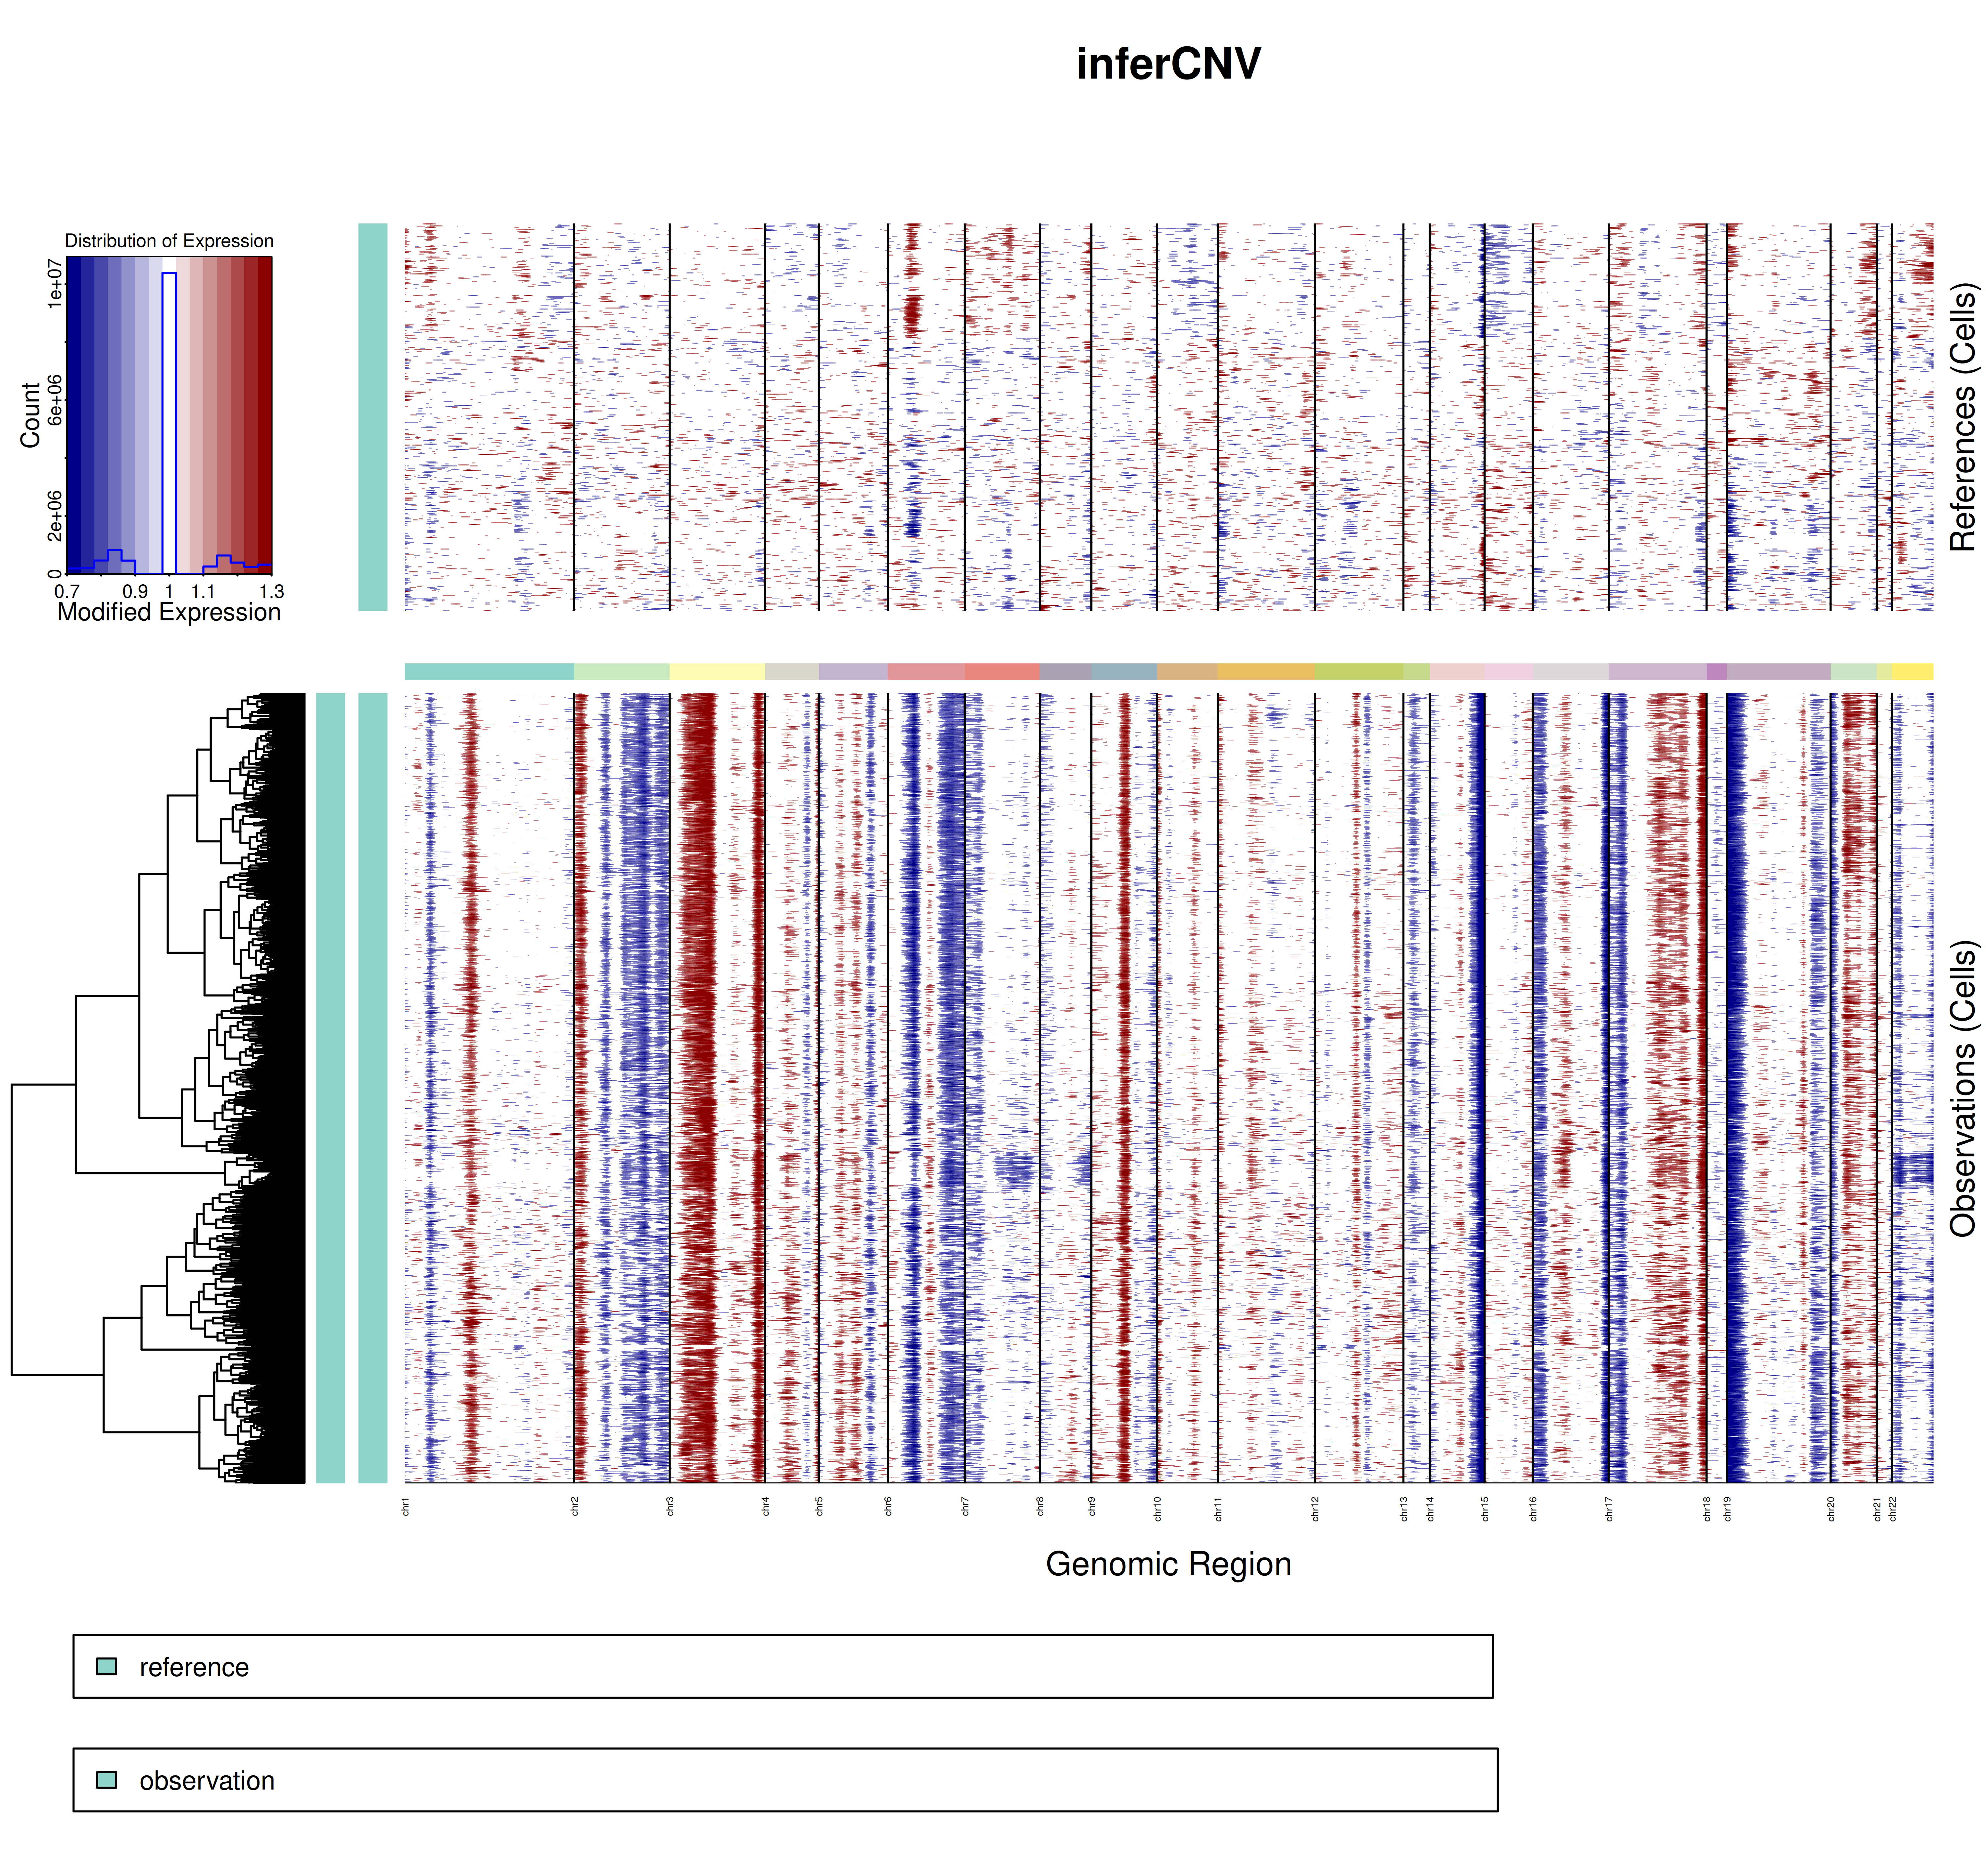 inferCNV
Distribution of Expression
Count
0 2e+06 6e+06 1e+07
0.7 0.9 1 1.1 1.3
Modified Expression
References (Cells)
Observations (Cells)
chr1 chr2 chr3 chr4 chr5 chr6 chr7 chr8 chr9 chr10 chr11 chr12 chr13 chr14 chr15 chr16 chr17 chr18 chr19 chr20 chr21 chr22
Genomic Region
reference
observation